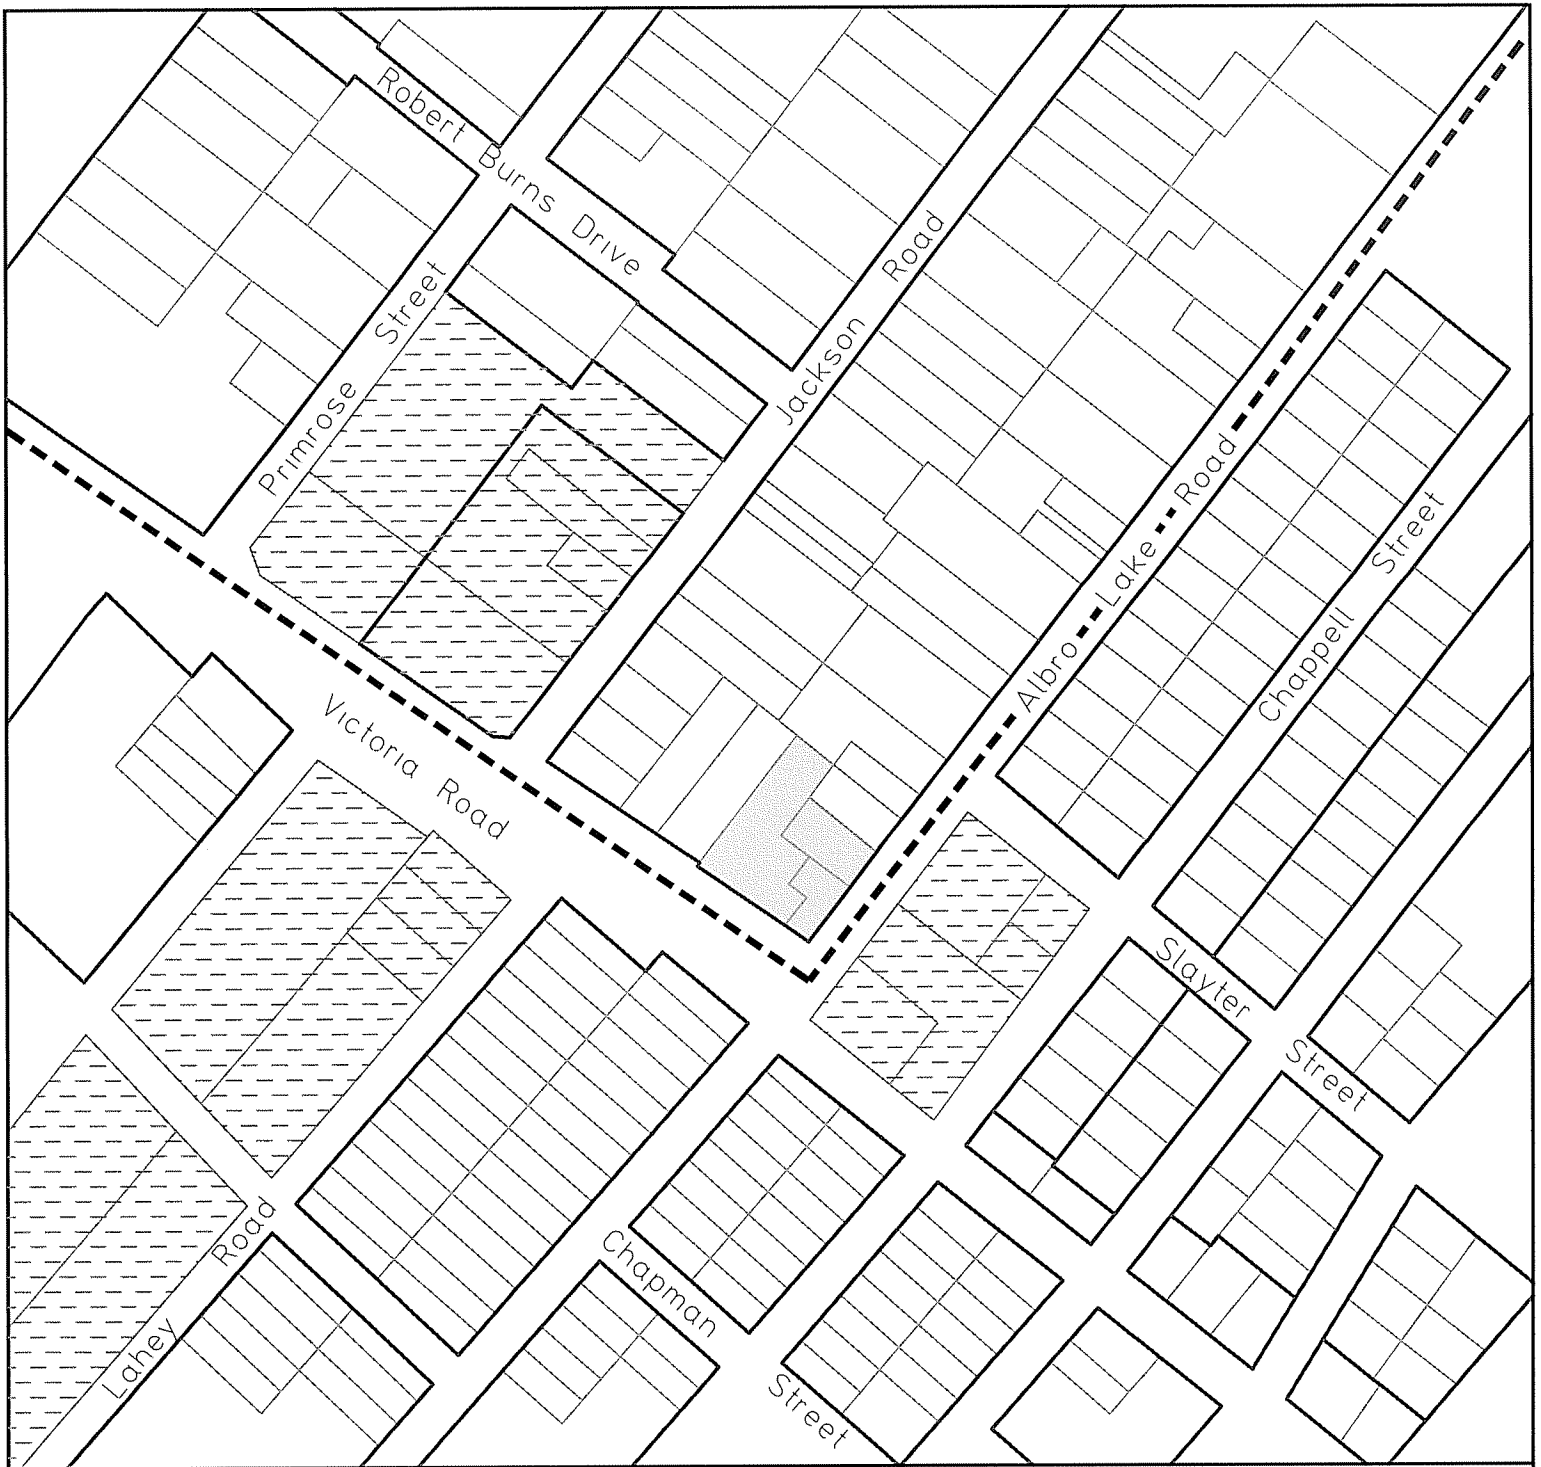 Robert Burns Drive
Primrose Street
Jackson Road
Albro Lake Road
Chappell Street
Victoria Road
Slayter Street
Lahey Road
Chapman Street